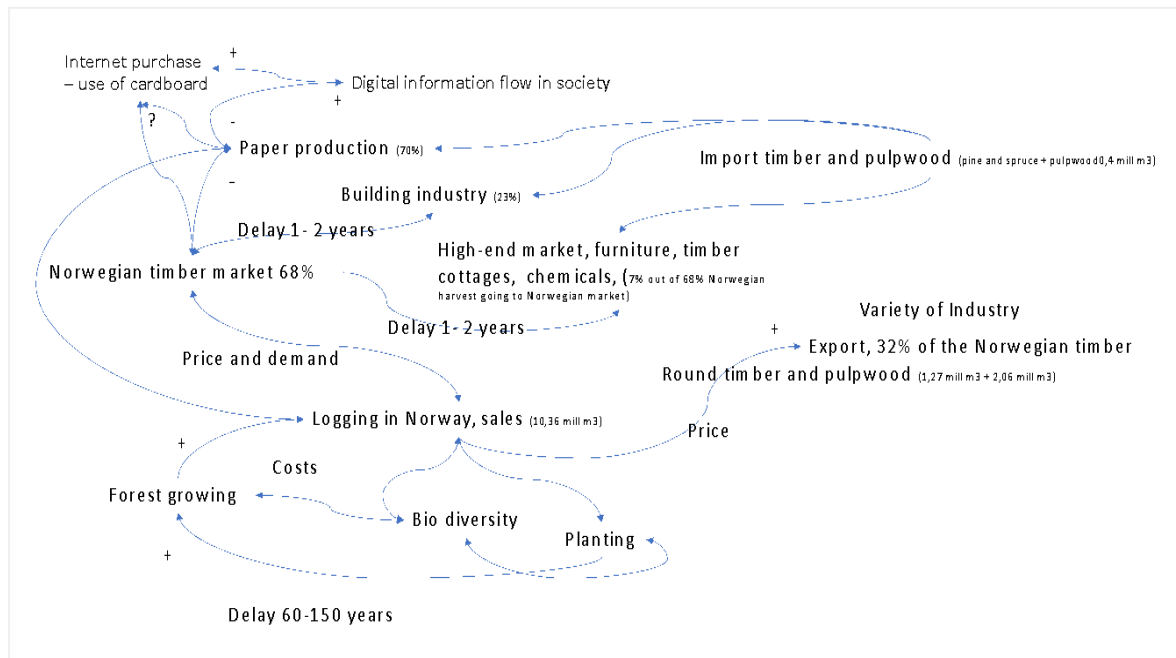 +
Internet purchase
– use of cardboard
Digital information flow in society
+
?
-
Paper production (70%)
Import timber and pulpwood (pine and spruce + pulpwood0,4 mill m3)
–
Building industry (23%)
Delay 1- 2 years
High-end market, furniture, timber
cottages, chemicals, (7% out of 68% Norwegian
harvest going to Norwegian market)
Norwegian timber market 68%
Variety of Industry
Delay 1- 2 years
+
Export, 32% of the Norwegian timber
Price and demand
Round timber and pulpwood (1,27 mill m3 + 2,06 mill m3)
Logging in Norway, sales (10,36 mill m3)
Price
+
Costs
Forest growing
Bio diversity
Planting
+
Delay 60-150 years